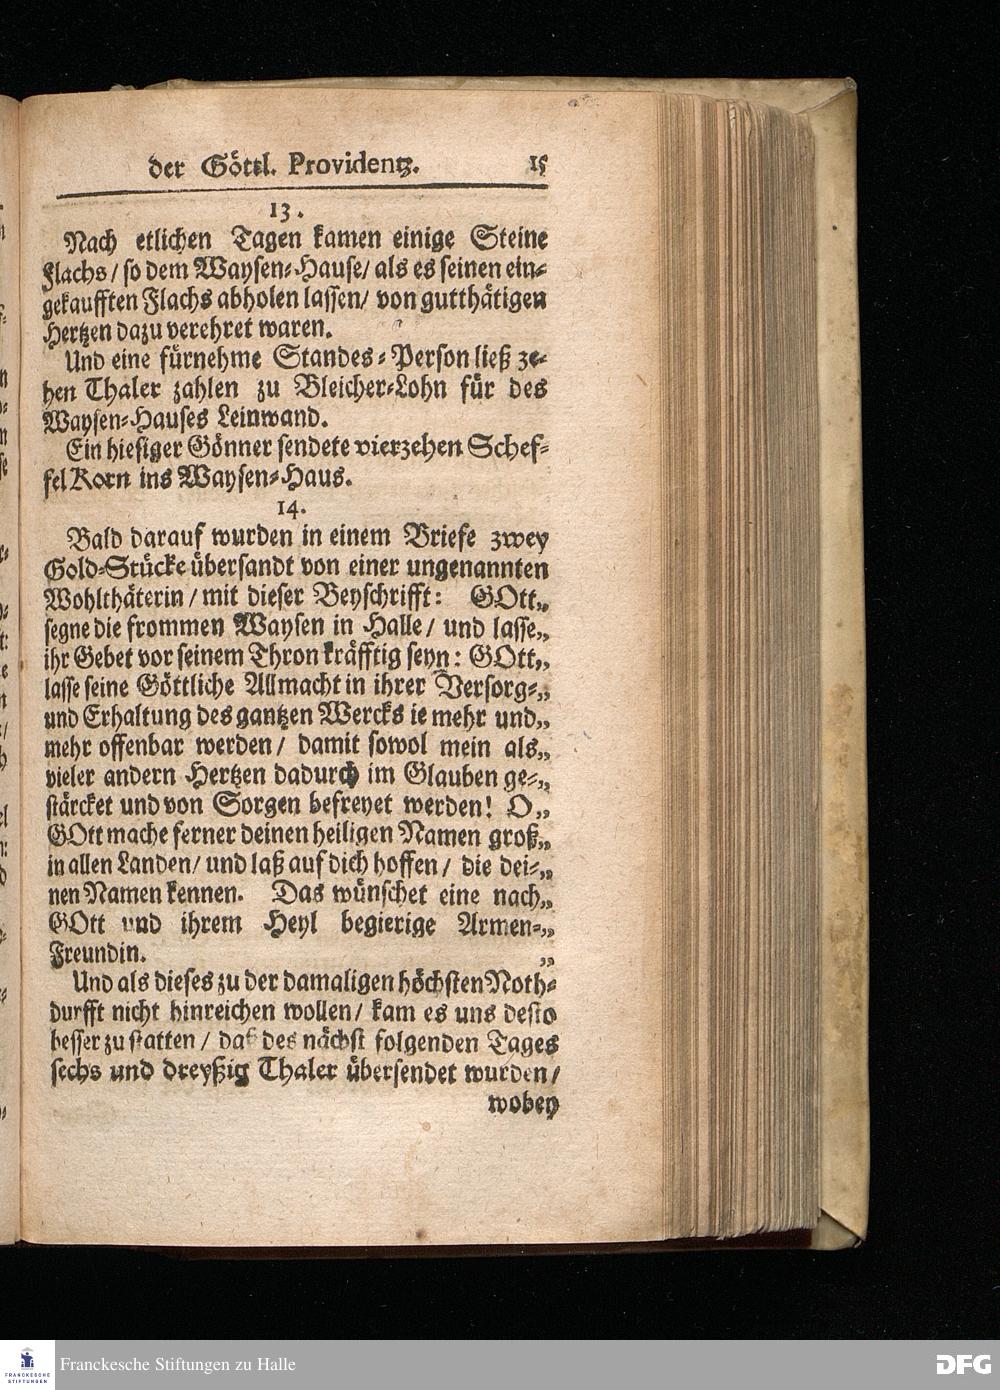 der Göttl. Providentz. 15
13.
Nach etlichen Tagen kamen einige Steine
Flachs / so dem Waysen-Hause / als es seinen ein-
gekaufften Flachs abholen lassen / von gutthätigen
Hertzen dazu verehret waren.
Und eine fürnehme Standes-Person ließ ze-
hen Thaler zahlen zu Bleicher-Lohn für des
Waysen-Hauses Leinwand.
Ein hiesiger Gönner sendete vierzehen Schef-
fel Korn ins Waysen-Haus.
14.
Bald darauf wurden in einem Briefe zwey
Gold-Stücke übersandt von einer ungenannten
Wohlthäterin / mit dieser Beyschrifft: GOtt„
segne die frommen Waysen in Halle / und lasse„
ihr Gebet vor seinem Thron kräfftig seyn: GOtt„
lasse seine Göttliche Allmacht in ihrer Versorg-„
und Erhaltung des gantzen Wercks ie mehr und„
mehr offenbar werden / damit sowol mein als„
vieler andern Hertzen dadurch im Glauben ge-„
stärcket und von Sorgen befreyet werden! O„
GOtt mache ferner deinen heiligen Namen groß„
in allen Landen / und laß auf dich hoffen / die dei-„
nen Namen kennen. Das wünschet eine nach„
GOtt und ihrem Heyl begierige Armen-„
Freundin. „
Und als dieses zu der damaligen höchsten Noth-
durfft nicht hinreichen wollen / kam es uns desto
besser zu statten / daß des nächst folgenden Tages
sechs und dreyßig Thaler übersendet wurden /
wobey
FRANCKESCHE STIFTUNGEN
Franckesche Stiftungen zu Halle
DFG